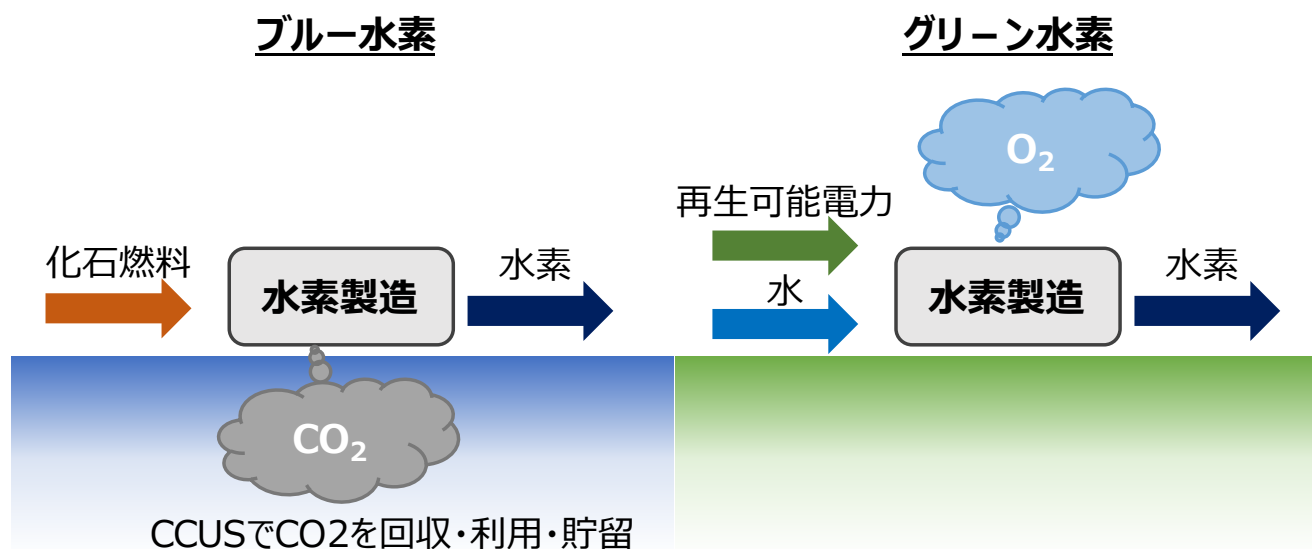 ブルー水素
化石燃料
水素製造
水素
CO₂
CCUSでCO2を回収・利用・貯留
グリーン水素
O₂
再生可能電力
水
水素製造
水素